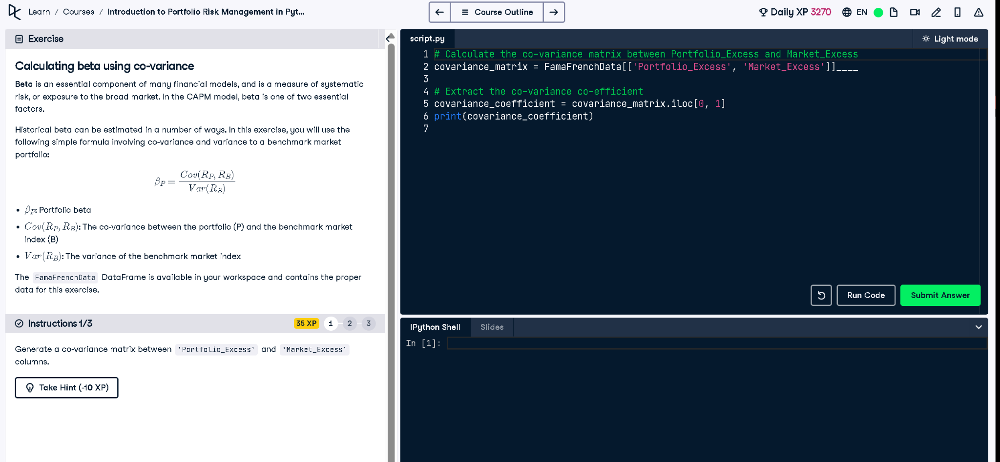 Learn / Courses / Introduction to Portfolio Risk Management in Pyt...
Course Outline
Daily XP 3270
EN
Exercise
Calculating beta using co-variance
Beta is an essential component of many financial models, and is a measure of systematic
risk, or exposure to the broad market. In the CAPM model, beta is one of two essential
factors.
Historical beta can be estimated in a number of ways. In this exercise, you will use the
following simple formula involving co-variance and variance to a benchmark market
portfolio:
β_P = Cov(R_P, R_B) / Var(R_B)
• β_P: Portfolio beta
• Cov(R_P, R_B): The co-variance between the portfolio (P) and the benchmark market
index (B)
• Var(R_B): The variance of the benchmark market index
The FamaFrenchData DataFrame is available in your workspace and contains the proper
data for this exercise.
Instructions 1/3
35 XP
1 2 3
Generate a co-variance matrix between 'Portfolio_Excess' and 'Market_Excess'
columns.
Take Hint (-10 XP)
script.py
Light mode
1 # Calculate the co-variance matrix between Portfolio_Excess and Market_Excess
2 covariance_matrix = FamaFrenchData[['Portfolio_Excess', 'Market_Excess']]____
3
4 # Extract the co-variance co-efficient
5 covariance_coefficient = covariance_matrix.iloc[0, 1]
6 print(covariance_coefficient)
7
Run Code
Submit Answer
IPython Shell
Slides
In [1]: